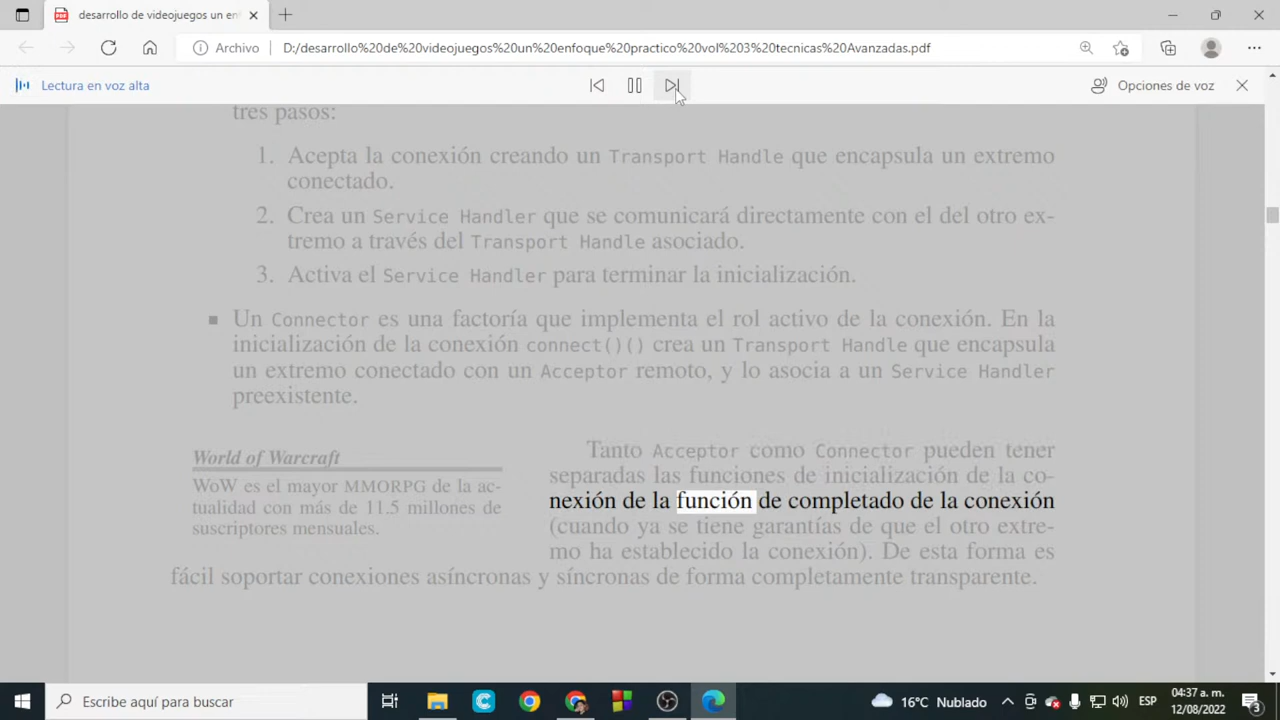 desarrollo de videojuegos un en
Archivo
D:/desarrollo%20de%20videojuegos%20un%20enfoque%20practico%20vol%203%20tecnicas%20Avanzadas.pdf
Lectura en voz alta
Opciones de voz
tres pasos:
1. Acepta la conexión creando un Transport Handle que encapsula un extremo
conectado.
2. Crea un Service Handler que se comunicará directamente con el del otro ex-
tremo a través del Transport Handle asociado.
3. Activa el Service Handler para terminar la inicialización.
Un Connector es una factoría que implementa el rol activo de la conexión. En la
inicialización de la conexión connect()() crea un Transport Handle que encapsula
un extremo conectado con un Acceptor remoto, y lo asocia a un Service Handler
preexistente.
World of Warcraft
WoW es el mayor MMORPG de la ac-
tualidad con más de 11.5 millones de
suscriptores mensuales.
Tanto Acceptor como Connector pueden tener
separadas las funciones de inicialización de la co-
nexión de la función de completado de la conexión
(cuando ya se tiene garantías de que el otro extre-
mo ha establecido la conexión). De esta forma es
fácil soportar conexiones asíncronas y síncronas de forma completamente transparente.
Escribe aquí para buscar
16°C Nublado
ESP
04:37 a. m.
12/08/2022
3